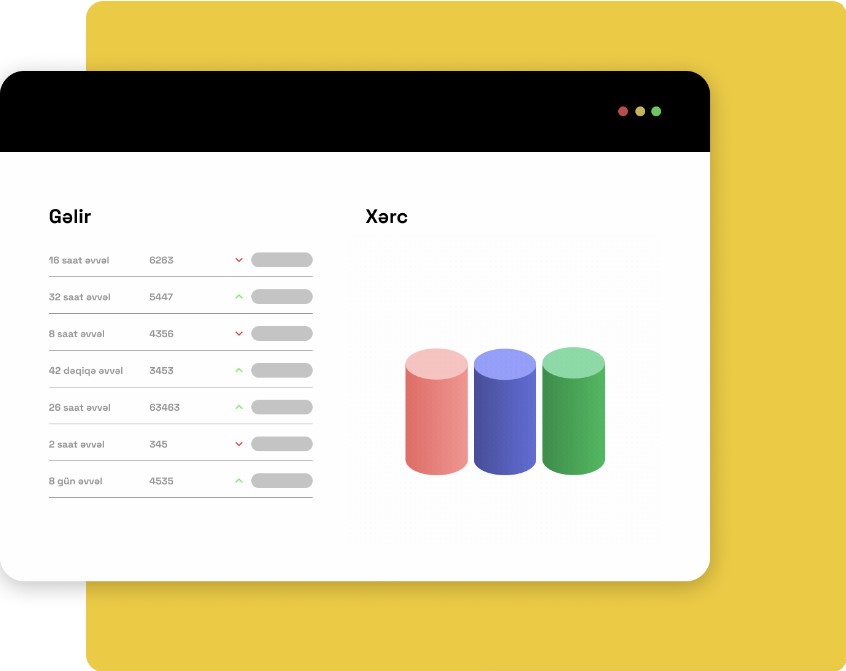 Gəlir
16 saat əvvəl 6263
32 saat əvvəl 5447
8 saat əvvəl 4356
42 dəqiqə əvvəl 3453
26 saat əvvəl 63463
2 saat əvvəl 345
8 gün əvvəl 4535
Xərc